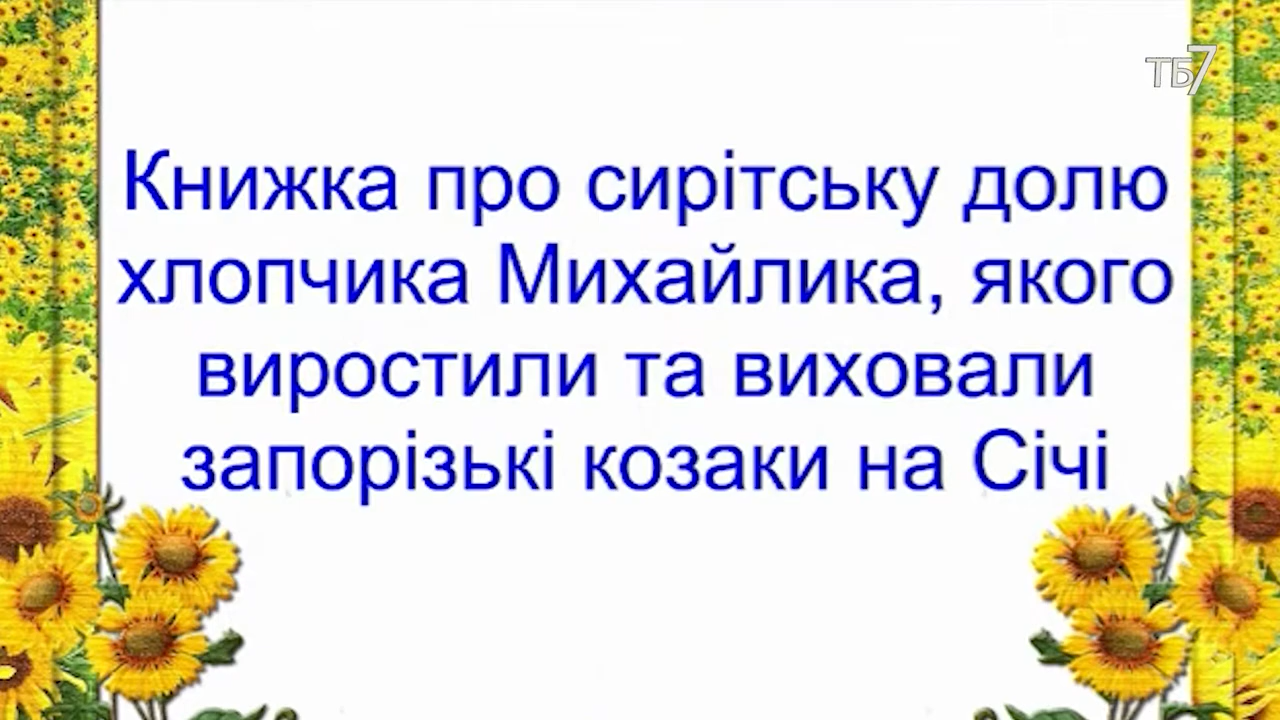 ТБ7
Книжка про сирітську долю
хлопчика Михайлика, якого
виростили та виховали
запорізькі козаки на Січі